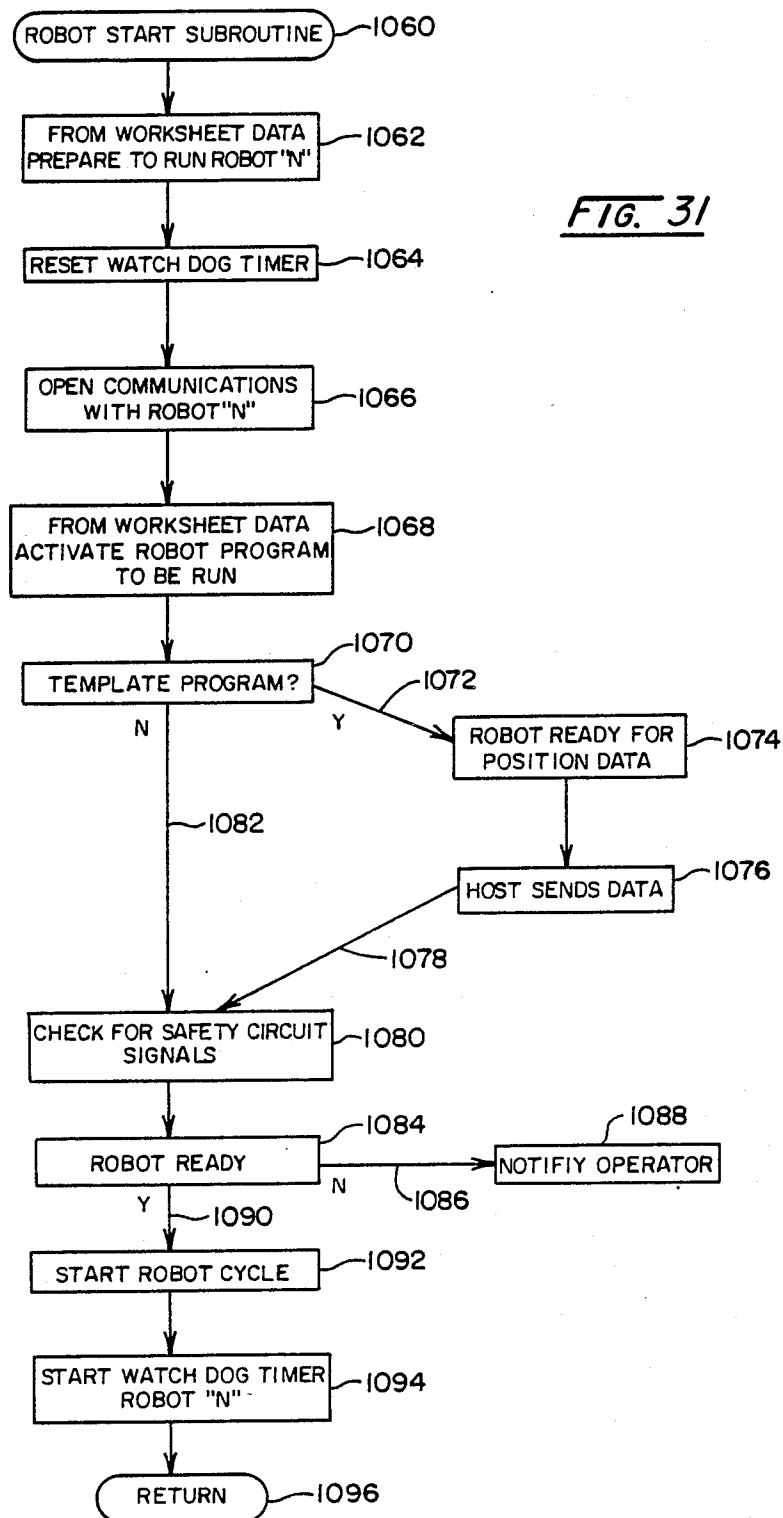 ROBOT START SUBROUTINE
1060
FROM WORKSHEET DATA
PREPARE TO RUN ROBOT "N"
1062
FIG. 31
RESET WATCH DOG TIMER
1064
OPEN COMMUNICATIONS
WITH ROBOT "N"
1066
FROM WORKSHEET DATA
ACTIVATE ROBOT PROGRAM
TO BE RUN
1068
TEMPLATE PROGRAM?
1070
1072
N
Y
ROBOT READY FOR
POSITION DATA
1074
1082
HOST SENDS DATA
1076
1078
CHECK FOR SAFETY CIRCUIT
SIGNALS
1080
ROBOT READY
1084
N
1086
NOTIFIY OPERATOR
1088
Y
1090
START ROBOT CYCLE
1092
START WATCH DOG TIMER
ROBOT "N"
1094
RETURN
1096